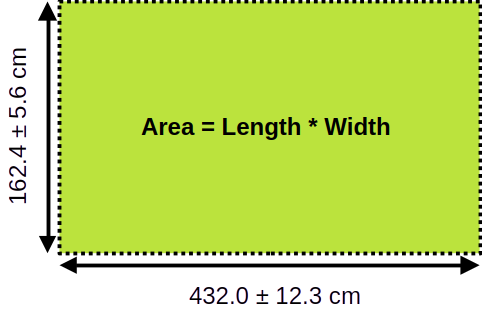 162.4 ± 5.6 cm
Area = Length * Width
432.0 ± 12.3 cm